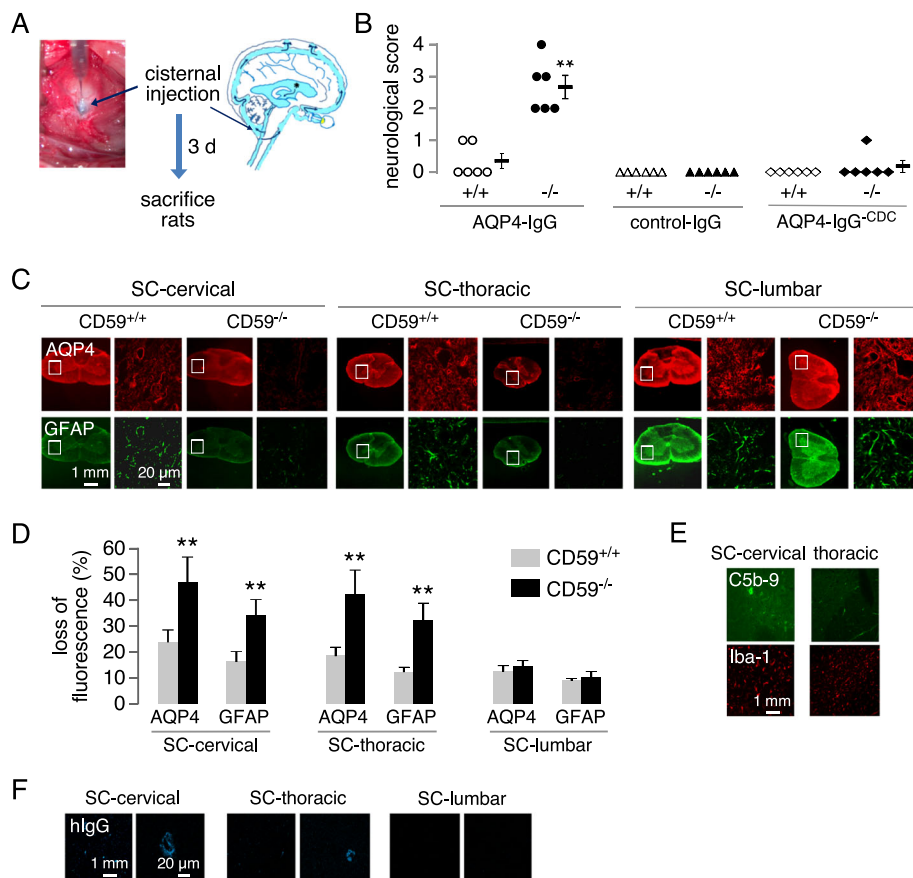 A
cisternal
injection
3 d
sacrifice
rats
B
neurological score
4
3
2
1
0
**
+/+ -/- +/+ -/- +/+ -/-
AQP4-IgG control-IgG AQP4-IgG-CDC
C
SC-cervical SC-thoracic SC-lumbar
CD59+/+ CD59-/- CD59+/+ CD59-/- CD59+/+ CD59-/-
AQP4
GFAP
1 mm 20 µm
D
loss of
fluorescence (%)
60
50
40
30
20
10
0
** ** ** **
CD59+/+
CD59-/-
AQP4 GFAP AQP4 GFAP AQP4 GFAP
SC-cervical SC-thoracic SC-lumbar
E
SC-cervical thoracic
C5b-9
Iba-1
1 mm
F
SC-cervical SC-thoracic SC-lumbar
hIgG
1 mm 20 µm